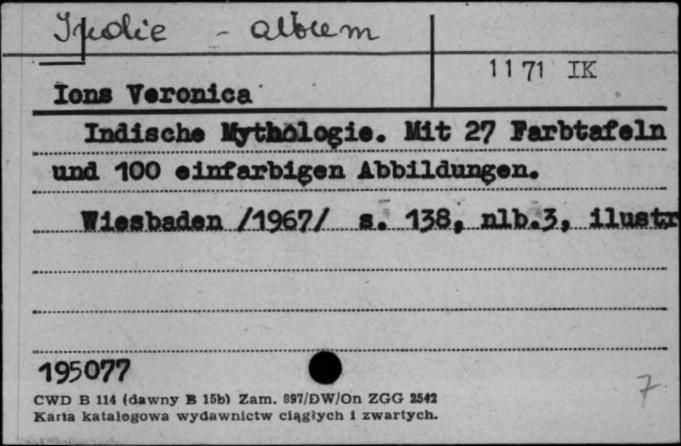 Indie - album
1171 IK
Ions Veronica
Indische Mythologie. Mit 27 Farbtafeln
und 100 einfarbigen Abbildungen.
Wiesbaden /1967/ s. 138, nlb.3, ilustr
195077
7
CWD B 114 (dawny B 15b) Zam. 897/DW/On ZGG 2542
Karta katalogowa wydawnictw ciągłych i zwartych.